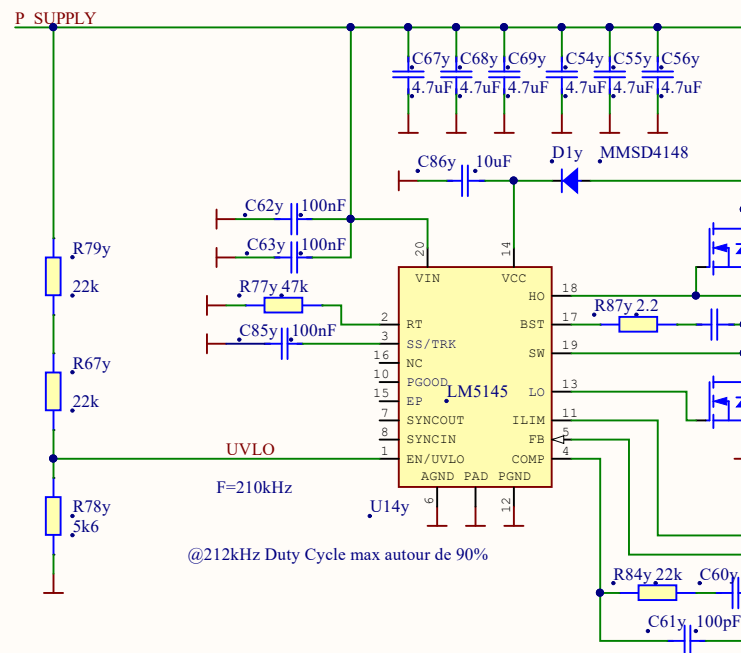 P_SUPPLY
C67y C68y C69y C54y C55y C56y
4.7uF 4.7uF 4.7uF 4.7uF 4.7uF 4.7uF
D1y MMSD4148
C86y 10uF
C62y 100nF
C63y 100nF
R79y
22k
R77y 47k
C85y 100nF
R67y
22k
20 14
VIN VCC
HO 18
BST 17
R87y 2.2
SW 19
LO 13
ILIM 11
FB 5
COMP 4
2 RT
3 SS/TRK
16 NC
10 PGOOD
15 EP
7 SYNCOUT
8 SYNCIN
1 EN/UVLO
LM5145
AGND PAD PGND
6 12
UVLO
F=210kHz
U14y
R78y
5k6
@212kHz Duty Cycle max autour de 90%
R84y 22k C60y
C61y 100pF